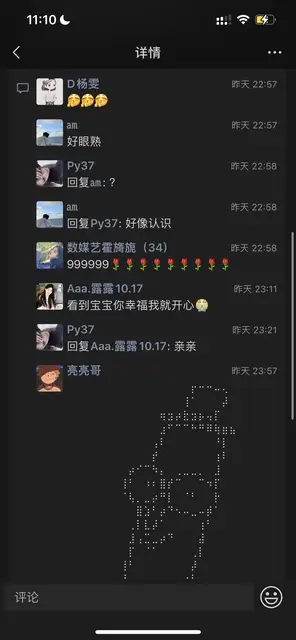 11:10
详情
D杨雯 昨天 22:57
🥳🥳🥳
am 昨天 22:57
好眼熟
Py37 昨天 22:58
回复am: ?
am 昨天 22:58
回复Py37: 好像认识
数媒艺霍旖旎（34） 昨天 22:58
999999🌹🌹🌹🌹🌹🌹🌹🌹🌹
Aaa.露露10.17 昨天 23:11
看到宝宝你幸福我就开心😭
Py37 昨天 23:21
回复Aaa.露露10.17: 亲亲
亮亮哥 昨天 23:57
评论